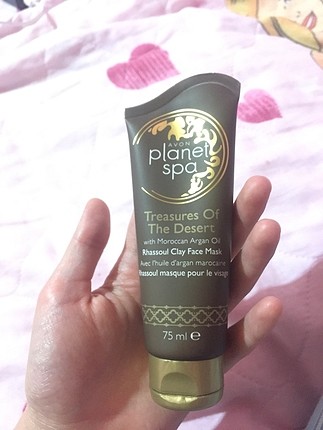 AVON
planet
spa
Treasures Of
The Desert
with Moroccan Argan Oil
Rhassoul Clay Face Mask
Avec l'huile d'argan marocaine
Rhassoul masque pour le visage
75 ml ℮